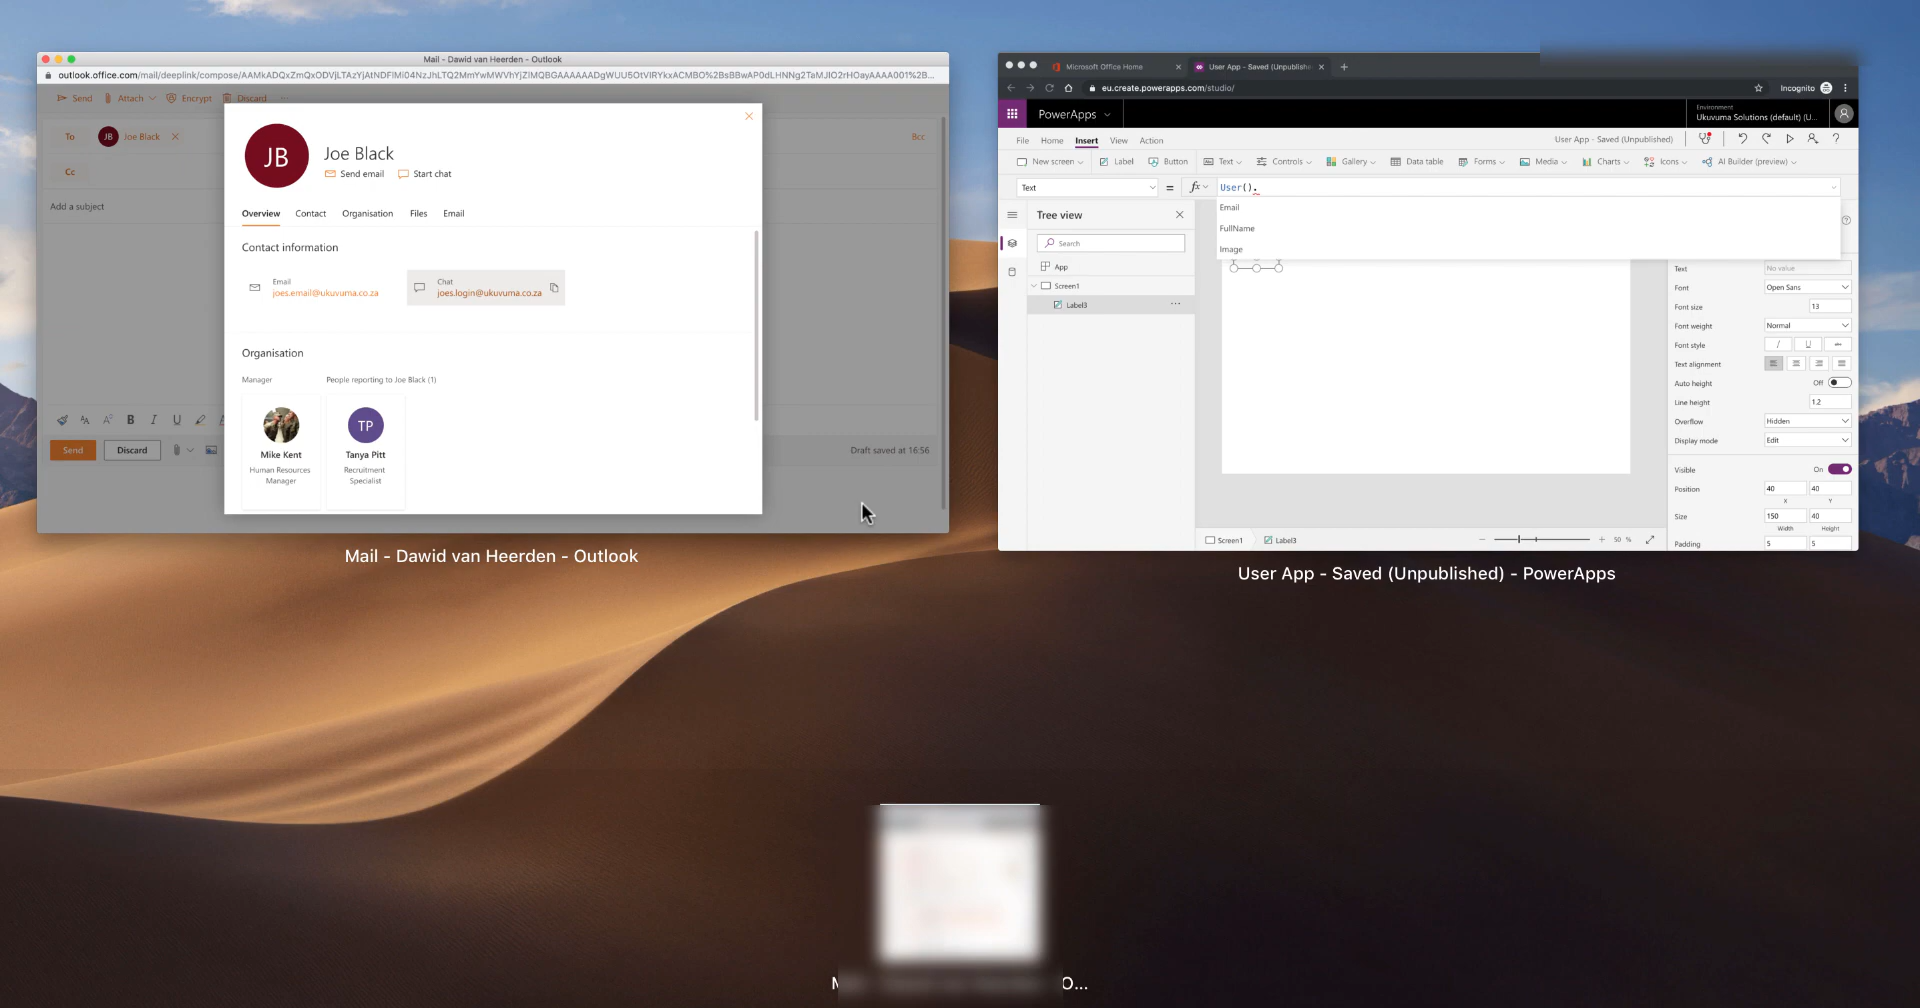 Mail - Dawid van Heerden - Outlook
Send Attach Encrypt Discard ...
To JB Joe Black Bcc
Cc
Add a subject
JB
Joe Black
Send email Start chat
Overview Contact Organisation Files Email
Contact information
Email
joes.email@ukuvuma.co.za
Chat
joes.login@ukuvuma.co.za
Organisation
Manager People reporting to Joe Black (1)
TP
Mike Kent
Human Resources
Manager
Tanya Pitt
Recruitment
Specialist
B I U
Send Discard
Draft saved at 16:56
Mail - Dawid van Heerden - Outlook
Microsoft Office Home
User App - Saved (Unpublishe
eu.create.powerapps.com/studio/
Incognito
PowerApps
Environment
Ukuvuma Solutions (default) (U...
File Home Insert View Action
User App - Saved (Unpublished)
New screen Label Button Text Controls Gallery Data table Forms Media Charts Icons AI Builder (preview)
Text = fx User().
Email
FullName
Image
Tree view
Search
App
Screen1
Label3 ...
Text No value
Font Open Sans
Font size 13
Font weight Normal
Font style
Text alignment
Auto height Off
Line height 1.2
Overflow Hidden
Display mode Edit
Visible On
Position 40 40
X Y
Size 150 40
Width Height
Padding 5 5
Screen1 Label3 50 %
User App - Saved (Unpublished) - PowerApps